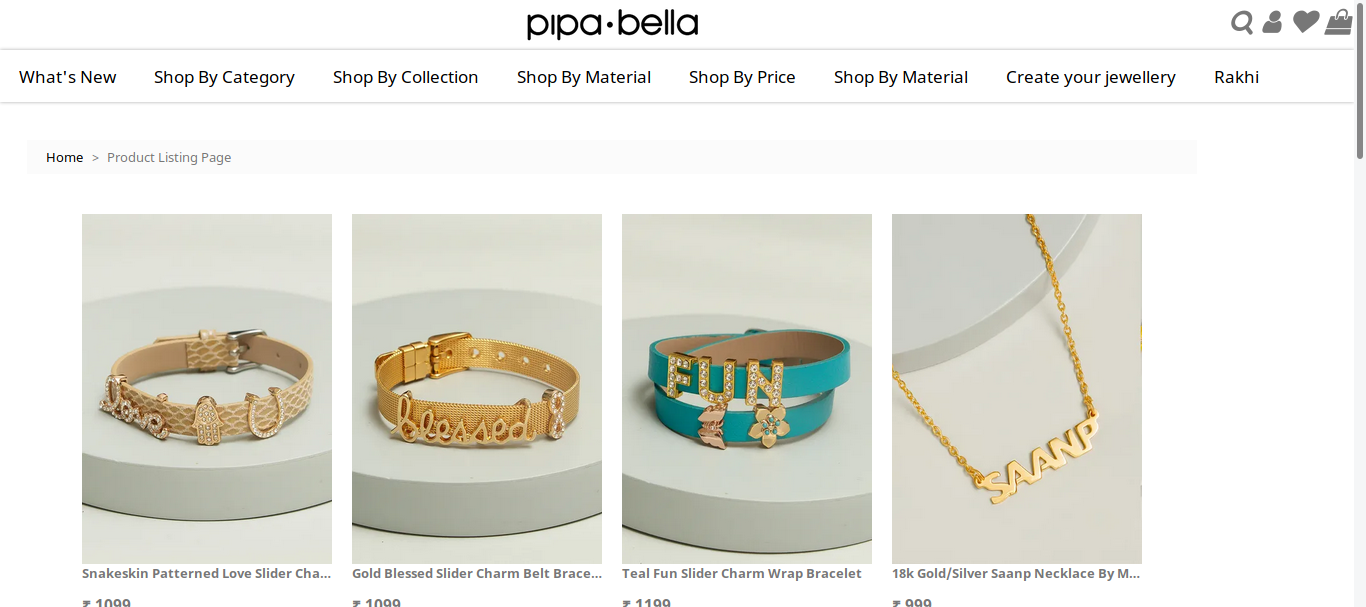 pipa•bella
What's New Shop By Category Shop By Collection Shop By Material Shop By Price Shop By Material Create your jewellery Rakhi
Home > Product Listing Page
Love
blessed 8
FUN
SAANP
Snakeskin Patterned Love Slider Cha... Gold Blessed Slider Charm Belt Brace... Teal Fun Slider Charm Wrap Bracelet 18k Gold/Silver Saanp Necklace By M...
₹ 1099 ₹ 1099 ₹ 1199 ₹ 999